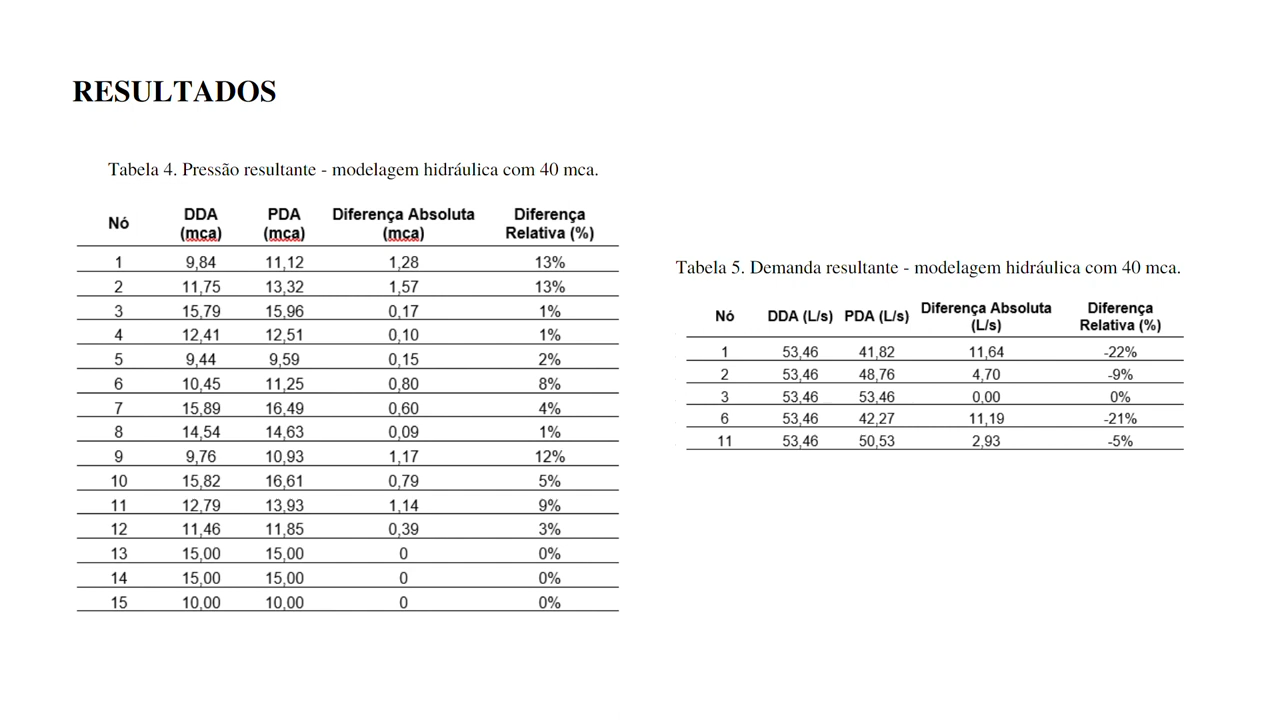 RESULTADOS
Tabela 4. Pressão resultante - modelagem hidráulica com 40 mca.
Nó DDA (mca) PDA (mca) Diferença Absoluta (mca) Diferença Relativa (%)
1 9,84 11,12 1,28 13%
2 11,75 13,32 1,57 13%
3 15,79 15,96 0,17 1%
4 12,41 12,51 0,10 1%
5 9,44 9,59 0,15 2%
6 10,45 11,25 0,80 8%
7 15,89 16,49 0,60 4%
8 14,54 14,63 0,09 1%
9 9,76 10,93 1,17 12%
10 15,82 16,61 0,79 5%
11 12,79 13,93 1,14 9%
12 11,46 11,85 0,39 3%
13 15,00 15,00 0 0%
14 15,00 15,00 0 0%
15 10,00 10,00 0 0%
Tabela 5. Demanda resultante - modelagem hidráulica com 40 mca.
Nó DDA (L/s) PDA (L/s) Diferença Absoluta (L/s) Diferença Relativa (%)
1 53,46 41,82 11,64 -22%
2 53,46 48,76 4,70 -9%
3 53,46 53,46 0,00 0%
6 53,46 42,27 11,19 -21%
11 53,46 50,53 2,93 -5%